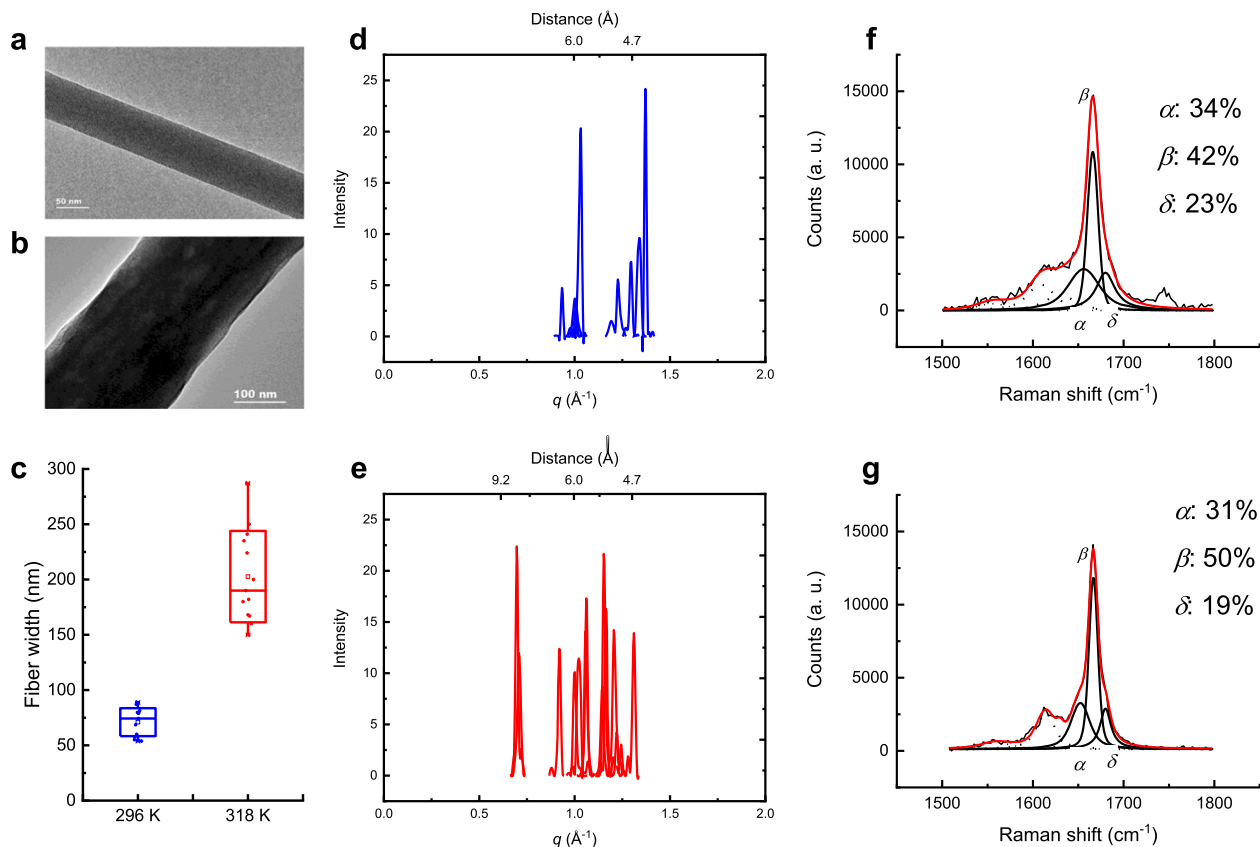 a
50 nm
b
100 nm
c
Fiber width (nm)
300
250
200
150
100
50
0
296 K
318 K
d
Distance (Å)
6.0
4.7
Intensity
25
20
15
10
5
0
0.0
0.5
1.0
1.5
2.0
q (Å-1)
e
Distance (Å)
9.2
6.0
4.7
Intensity
25
20
15
10
5
0
0.0
0.5
1.0
1.5
2.0
q (Å-1)
f
Counts (a. u.)
15000
10000
5000
0
β
α
δ
α: 34%
β: 42%
δ: 23%
1500
1600
1700
1800
Raman shift (cm-1)
g
Counts (a. u.)
15000
10000
5000
0
β
α
δ
α: 31%
β: 50%
δ: 19%
1500
1600
1700
1800
Raman shift (cm-1)